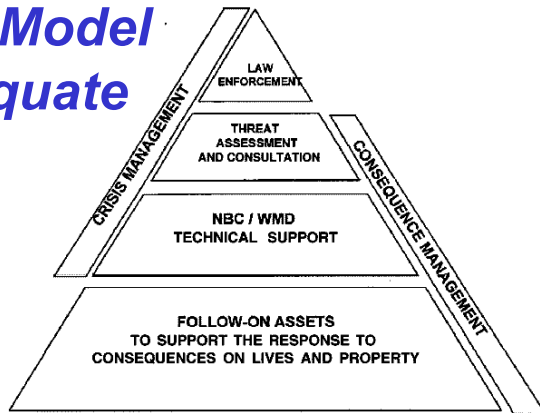 Model
quate
LAW
ENFORCEMENT
THREAT
ASSESSMENT
AND CONSULTATION
CRISIS MANAGEMENT
CONSEQUENCE MANAGEMENT
NBC / WMD
TECHNICAL SUPPORT
FOLLOW-ON ASSETS
TO SUPPORT THE RESPONSE TO
CONSEQUENCES ON LIVES AND PROPERTY